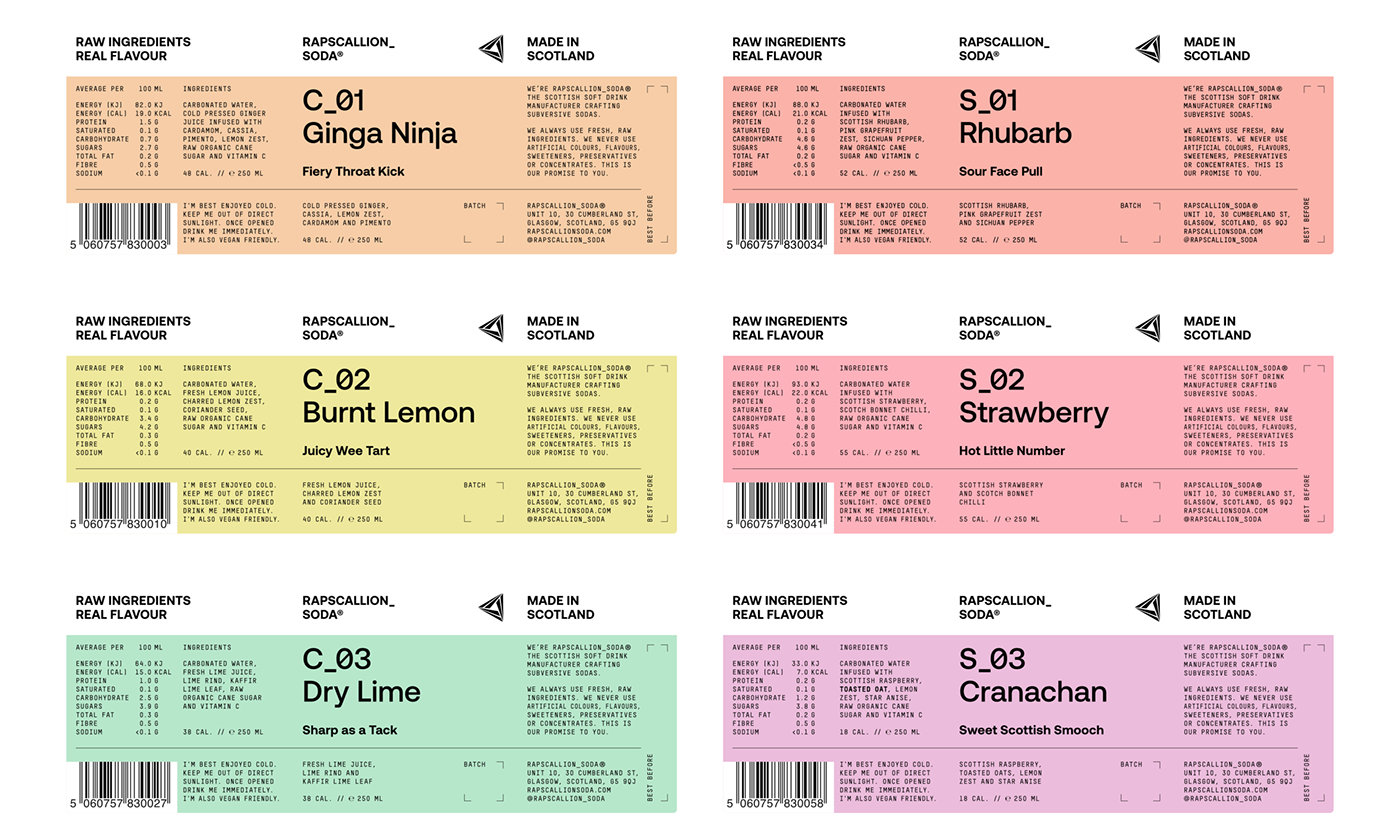 RAW INGREDIENTS
REAL FLAVOUR
RAPSCALLION_
SODA®
MADE IN
SCOTLAND
AVERAGE PER 100 ML
ENERGY (KJ) 82.0 KJ
ENERGY (CAL) 19.0 KCAL
PROTEIN 1.5 G
SATURATED 0.1 G
CARBOHYDRATE 0.7 G
SUGARS 2.7 G
TOTAL FAT 0.2 G
FIBRE 0.5 G
SODIUM <0.1 G
INGREDIENTS
CARBONATED WATER,
COLD PRESSED GINGER
JUICE INFUSED WITH
CARDAMOM, CASSIA,
PIMENTO, LEMON ZEST,
RAW ORGANIC CANE
SUGAR AND VITAMIN C
48 CAL. // ℮ 250 ML
C_01
Ginga Ninja
Fiery Throat Kick
WE'RE RAPSCALLION_SODA®
THE SCOTTISH SOFT DRINK
MANUFACTURER CRAFTING
SUBVERSIVE SODAS.
WE ALWAYS USE FRESH, RAW
INGREDIENTS. WE NEVER USE
ARTIFICIAL COLOURS, FLAVOURS,
SWEETENERS, PRESERVATIVES
OR CONCENTRATES. THIS IS
OUR PROMISE TO YOU.
5 060757 830003
I'M BEST ENJOYED COLD.
KEEP ME OUT OF DIRECT
SUNLIGHT. ONCE OPENED
DRINK ME IMMEDIATELY.
I'M ALSO VEGAN FRIENDLY.
COLD PRESSED GINGER,
CASSIA, LEMON ZEST,
CARDAMOM AND PIMENTO
48 CAL. // ℮ 250 ML
BATCH
RAPSCALLION_SODA®
UNIT 10, 30 CUMBERLAND ST,
GLASGOW, SCOTLAND, G5 9QJ
RAPSCALLIONSODA.COM
@RAPSCALLION_SODA
BEST BEFORE
RAW INGREDIENTS
REAL FLAVOUR
RAPSCALLION_
SODA®
MADE IN
SCOTLAND
AVERAGE PER 100 ML
ENERGY (KJ) 88.0 KJ
ENERGY (CAL) 21.0 KCAL
PROTEIN 0.2 G
SATURATED 0.1 G
CARBOHYDRATE 4.6 G
SUGARS 4.6 G
TOTAL FAT 0.2 G
FIBRE <0.5 G
SODIUM <0.1 G
INGREDIENTS
CARBONATED WATER
INFUSED WITH
SCOTTISH RHUBARB,
PINK GRAPEFRUIT
ZEST, SICHUAN PEPPER,
RAW ORGANIC CANE
SUGAR AND VITAMIN C
52 CAL. // ℮ 250 ML
S_01
Rhubarb
Sour Face Pull
WE'RE RAPSCALLION_SODA®
THE SCOTTISH SOFT DRINK
MANUFACTURER CRAFTING
SUBVERSIVE SODAS.
WE ALWAYS USE FRESH, RAW
INGREDIENTS. WE NEVER USE
ARTIFICIAL COLOURS, FLAVOURS,
SWEETENERS, PRESERVATIVES
OR CONCENTRATES. THIS IS
OUR PROMISE TO YOU.
5 060757 830034
I'M BEST ENJOYED COLD.
KEEP ME OUT OF DIRECT
SUNLIGHT. ONCE OPENED
DRINK ME IMMEDIATELY.
I'M ALSO VEGAN FRIENDLY.
SCOTTISH RHUBARB,
PINK GRAPEFRUIT ZEST
AND SICHUAN PEPPER
52 CAL. // ℮ 250 ML
BATCH
RAPSCALLION_SODA®
UNIT 10, 30 CUMBERLAND ST,
GLASGOW, SCOTLAND, G5 9QJ
RAPSCALLIONSODA.COM
@RAPSCALLION_SODA
BEST BEFORE
RAW INGREDIENTS
REAL FLAVOUR
RAPSCALLION_
SODA®
MADE IN
SCOTLAND
AVERAGE PER 100 ML
ENERGY (KJ) 68.0 KJ
ENERGY (CAL) 16.0 KCAL
PROTEIN 0.2 G
SATURATED 0.1 G
CARBOHYDRATE 3.4 G
SUGARS 4.2 G
TOTAL FAT 0.3 G
FIBRE 0.5 G
SODIUM <0.1 G
INGREDIENTS
CARBONATED WATER,
FRESH LEMON JUICE,
CHARRED LEMON ZEST,
CORIANDER SEED,
RAW ORGANIC CANE
SUGAR AND VITAMIN C
40 CAL. // ℮ 250 ML
C_02
Burnt Lemon
Juicy Wee Tart
WE'RE RAPSCALLION_SODA®
THE SCOTTISH SOFT DRINK
MANUFACTURER CRAFTING
SUBVERSIVE SODAS.
WE ALWAYS USE FRESH, RAW
INGREDIENTS. WE NEVER USE
ARTIFICIAL COLOURS, FLAVOURS,
SWEETENERS, PRESERVATIVES
OR CONCENTRATES. THIS IS
OUR PROMISE TO YOU.
5 060757 830010
I'M BEST ENJOYED COLD.
KEEP ME OUT OF DIRECT
SUNLIGHT. ONCE OPENED
DRINK ME IMMEDIATELY.
I'M ALSO VEGAN FRIENDLY.
FRESH LEMON JUICE,
CHARRED LEMON ZEST
AND CORIANDER SEED
40 CAL. // ℮ 250 ML
BATCH
RAPSCALLION_SODA®
UNIT 10, 30 CUMBERLAND ST,
GLASGOW, SCOTLAND, G5 9QJ
RAPSCALLIONSODA.COM
@RAPSCALLION_SODA
BEST BEFORE
RAW INGREDIENTS
REAL FLAVOUR
RAPSCALLION_
SODA®
MADE IN
SCOTLAND
AVERAGE PER 100 ML
ENERGY (KJ) 93.0 KJ
ENERGY (CAL) 22.0 KCAL
PROTEIN 0.2 G
SATURATED 0.1 G
CARBOHYDRATE 4.8 G
SUGARS 4.8 G
TOTAL FAT 0.2 G
FIBRE <0.5 G
SODIUM <0.1 G
INGREDIENTS
CARBONATED WATER
INFUSED WITH
SCOTTISH STRAWBERRY,
SCOTCH BONNET CHILLI,
RAW ORGANIC CANE
SUGAR AND VITAMIN C
55 CAL. // ℮ 250 ML
S_02
Strawberry
Hot Little Number
WE'RE RAPSCALLION_SODA®
THE SCOTTISH SOFT DRINK
MANUFACTURER CRAFTING
SUBVERSIVE SODAS.
WE ALWAYS USE FRESH, RAW
INGREDIENTS. WE NEVER USE
ARTIFICIAL COLOURS, FLAVOURS,
SWEETENERS, PRESERVATIVES
OR CONCENTRATES. THIS IS
OUR PROMISE TO YOU.
5 060757 830041
I'M BEST ENJOYED COLD.
KEEP ME OUT OF DIRECT
SUNLIGHT. ONCE OPENED
DRINK ME IMMEDIATELY.
I'M ALSO VEGAN FRIENDLY.
SCOTTISH STRAWBERRY
AND SCOTCH BONNET
CHILLI
55 CAL. // ℮ 250 ML
BATCH
RAPSCALLION_SODA®
UNIT 10, 30 CUMBERLAND ST,
GLASGOW, SCOTLAND, G5 9QJ
RAPSCALLIONSODA.COM
@RAPSCALLION_SODA
BEST BEFORE
RAW INGREDIENTS
REAL FLAVOUR
RAPSCALLION_
SODA®
MADE IN
SCOTLAND
AVERAGE PER 100 ML
ENERGY (KJ) 64.0 KJ
ENERGY (CAL) 15.0 KCAL
PROTEIN 1.0 G
SATURATED 0.1 G
CARBOHYDRATE 2.5 G
SUGARS 3.9 G
TOTAL FAT 0.3 G
FIBRE 0.5 G
SODIUM <0.1 G
INGREDIENTS
CARBONATED WATER,
FRESH LIME JUICE,
LIME RIND, KAFFIR
LIME LEAF, RAW
ORGANIC CANE SUGAR
AND VITAMIN C
38 CAL. // ℮ 250 ML
C_03
Dry Lime
Sharp as a Tack
WE'RE RAPSCALLION_SODA®
THE SCOTTISH SOFT DRINK
MANUFACTURER CRAFTING
SUBVERSIVE SODAS.
WE ALWAYS USE FRESH, RAW
INGREDIENTS. WE NEVER USE
ARTIFICIAL COLOURS, FLAVOURS,
SWEETENERS, PRESERVATIVES
OR CONCENTRATES. THIS IS
OUR PROMISE TO YOU.
5 060757 830027
I'M BEST ENJOYED COLD.
KEEP ME OUT OF DIRECT
SUNLIGHT. ONCE OPENED
DRINK ME IMMEDIATELY.
I'M ALSO VEGAN FRIENDLY.
FRESH LIME JUICE,
LIME RIND AND
KAFFIR LIME LEAF
38 CAL. // ℮ 250 ML
BATCH
RAPSCALLION_SODA®
UNIT 10, 30 CUMBERLAND ST,
GLASGOW, SCOTLAND, G5 9QJ
RAPSCALLIONSODA.COM
@RAPSCALLION_SODA
BEST BEFORE
RAW INGREDIENTS
REAL FLAVOUR
RAPSCALLION_
SODA®
MADE IN
SCOTLAND
AVERAGE PER 100 ML
ENERGY (KJ) 33.0 KJ
ENERGY (CAL) 7.0 KCAL
PROTEIN 0.2 G
SATURATED 0.1 G
CARBOHYDRATE 1.2 G
SUGARS 3.8 G
TOTAL FAT 0.2 G
FIBRE 0.5 G
SODIUM <0.1 G
INGREDIENTS
CARBONATED WATER
INFUSED WITH
SCOTTISH RASPBERRY,
TOASTED OAT, LEMON
ZEST, STAR ANISE,
RAW ORGANIC CANE
SUGAR AND VITAMIN C
18 CAL. // ℮ 250 ML
S_03
Cranachan
Sweet Scottish Smooch
WE'RE RAPSCALLION_SODA®
THE SCOTTISH SOFT DRINK
MANUFACTURER CRAFTING
SUBVERSIVE SODAS.
WE ALWAYS USE FRESH, RAW
INGREDIENTS. WE NEVER USE
ARTIFICIAL COLOURS, FLAVOURS,
SWEETENERS, PRESERVATIVES
OR CONCENTRATES. THIS IS
OUR PROMISE TO YOU.
5 060757 830058
I'M BEST ENJOYED COLD.
KEEP ME OUT OF DIRECT
SUNLIGHT. ONCE OPENED
DRINK ME IMMEDIATELY.
I'M ALSO VEGAN FRIENDLY.
SCOTTISH RASPBERRY,
TOASTED OATS, LEMON
ZEST AND STAR ANISE
18 CAL. // ℮ 250 ML
BATCH
RAPSCALLION_SODA®
UNIT 10, 30 CUMBERLAND ST,
GLASGOW, SCOTLAND, G5 9QJ
RAPSCALLIONSODA.COM
@RAPSCALLION_SODA
BEST BEFORE